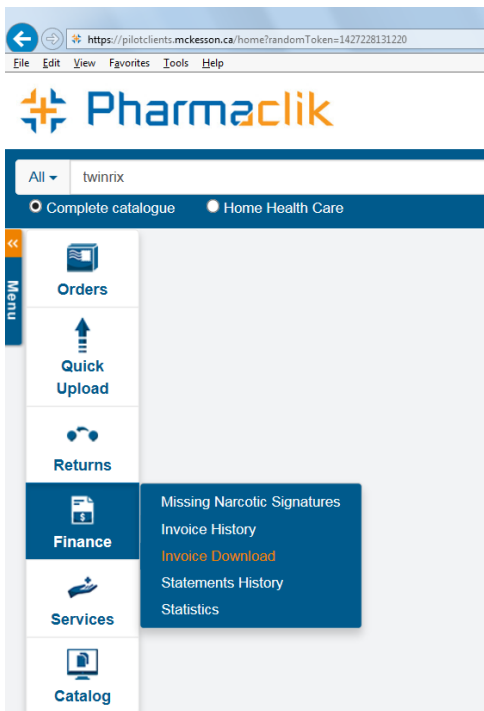 https://pilotclients.mckesson.ca/home?randomToken=1427228131220
File Edit View Favorites Tools Help
Pharmaclik
All twinrix
Complete catalogue Home Health Care
«
Menu
Orders
Quick
Upload
Returns
Finance
Missing Narcotic Signatures
Invoice History
Invoice Download
Statements History
Statistics
Services
Catalog